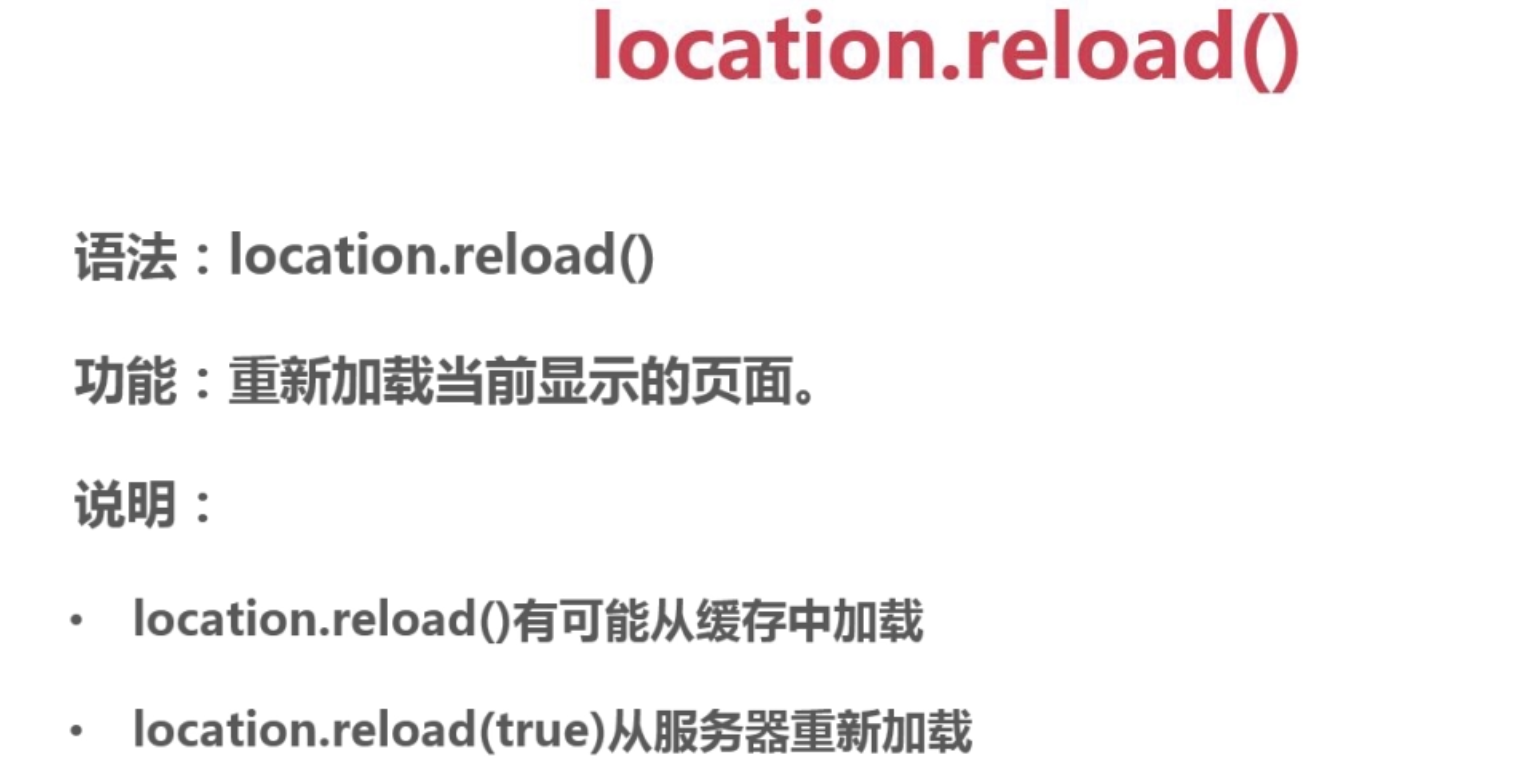 location.reload()
语法：location.reload()
功能：重新加载当前显示的页面。
说明：
• location.reload()有可能从缓存中加载
• location.reload(true)从服务器重新加载